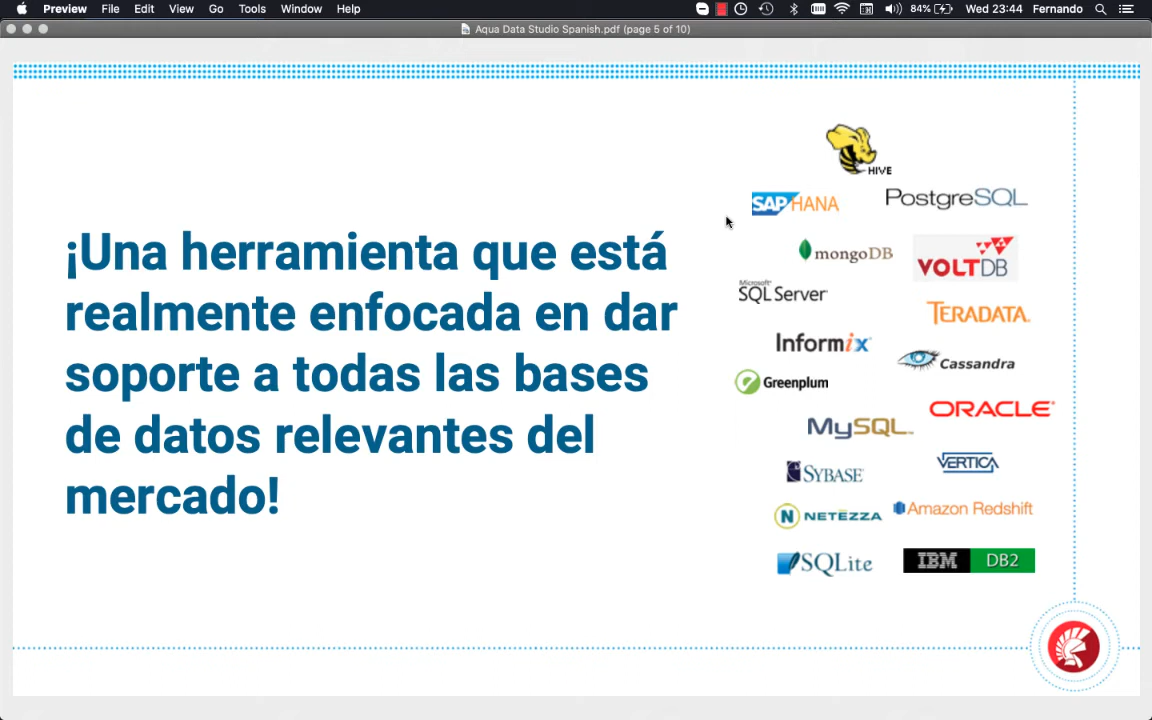 Preview File Edit View Go Tools Window Help 84% Wed 23:44 Fernando
Aqua Data Studio Spanish.pdf (page 5 of 10)
¡Una herramienta que está
realmente enfocada en dar
soporte a todas las bases
de datos relevantes del
mercado!
HIVE
SAP HANA
PostgreSQL
mongoDB
VOLTDB
Microsoft
SQL Server
TERADATA
Informix
Cassandra
Greenplum
ORACLE
MySQL
VERTICA
SYBASE
NETEZZA
Amazon Redshift
SQLite
IBM DB2